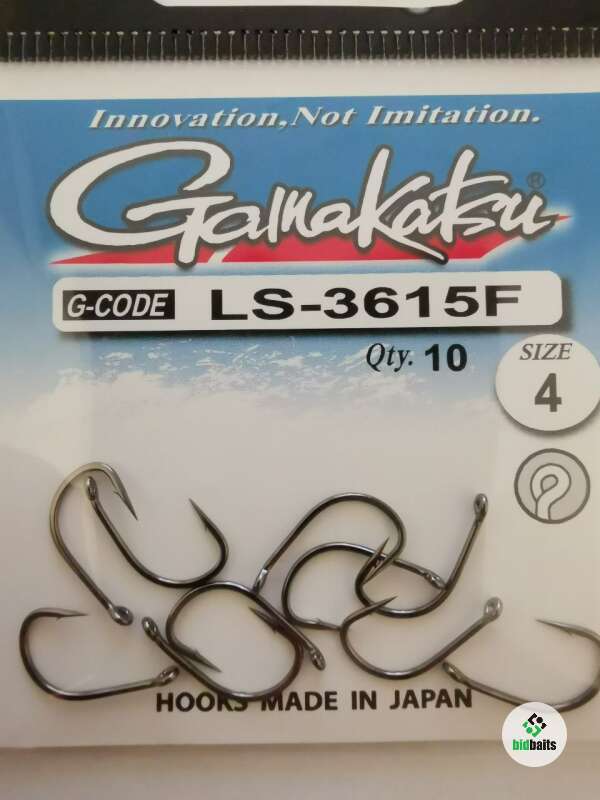 Innovation,Not Imitation.
Gamakatsu®
G-CODE LS-3615F
Qty. 10
SIZE
4
HOOKS MADE IN JAPAN
bidbaits